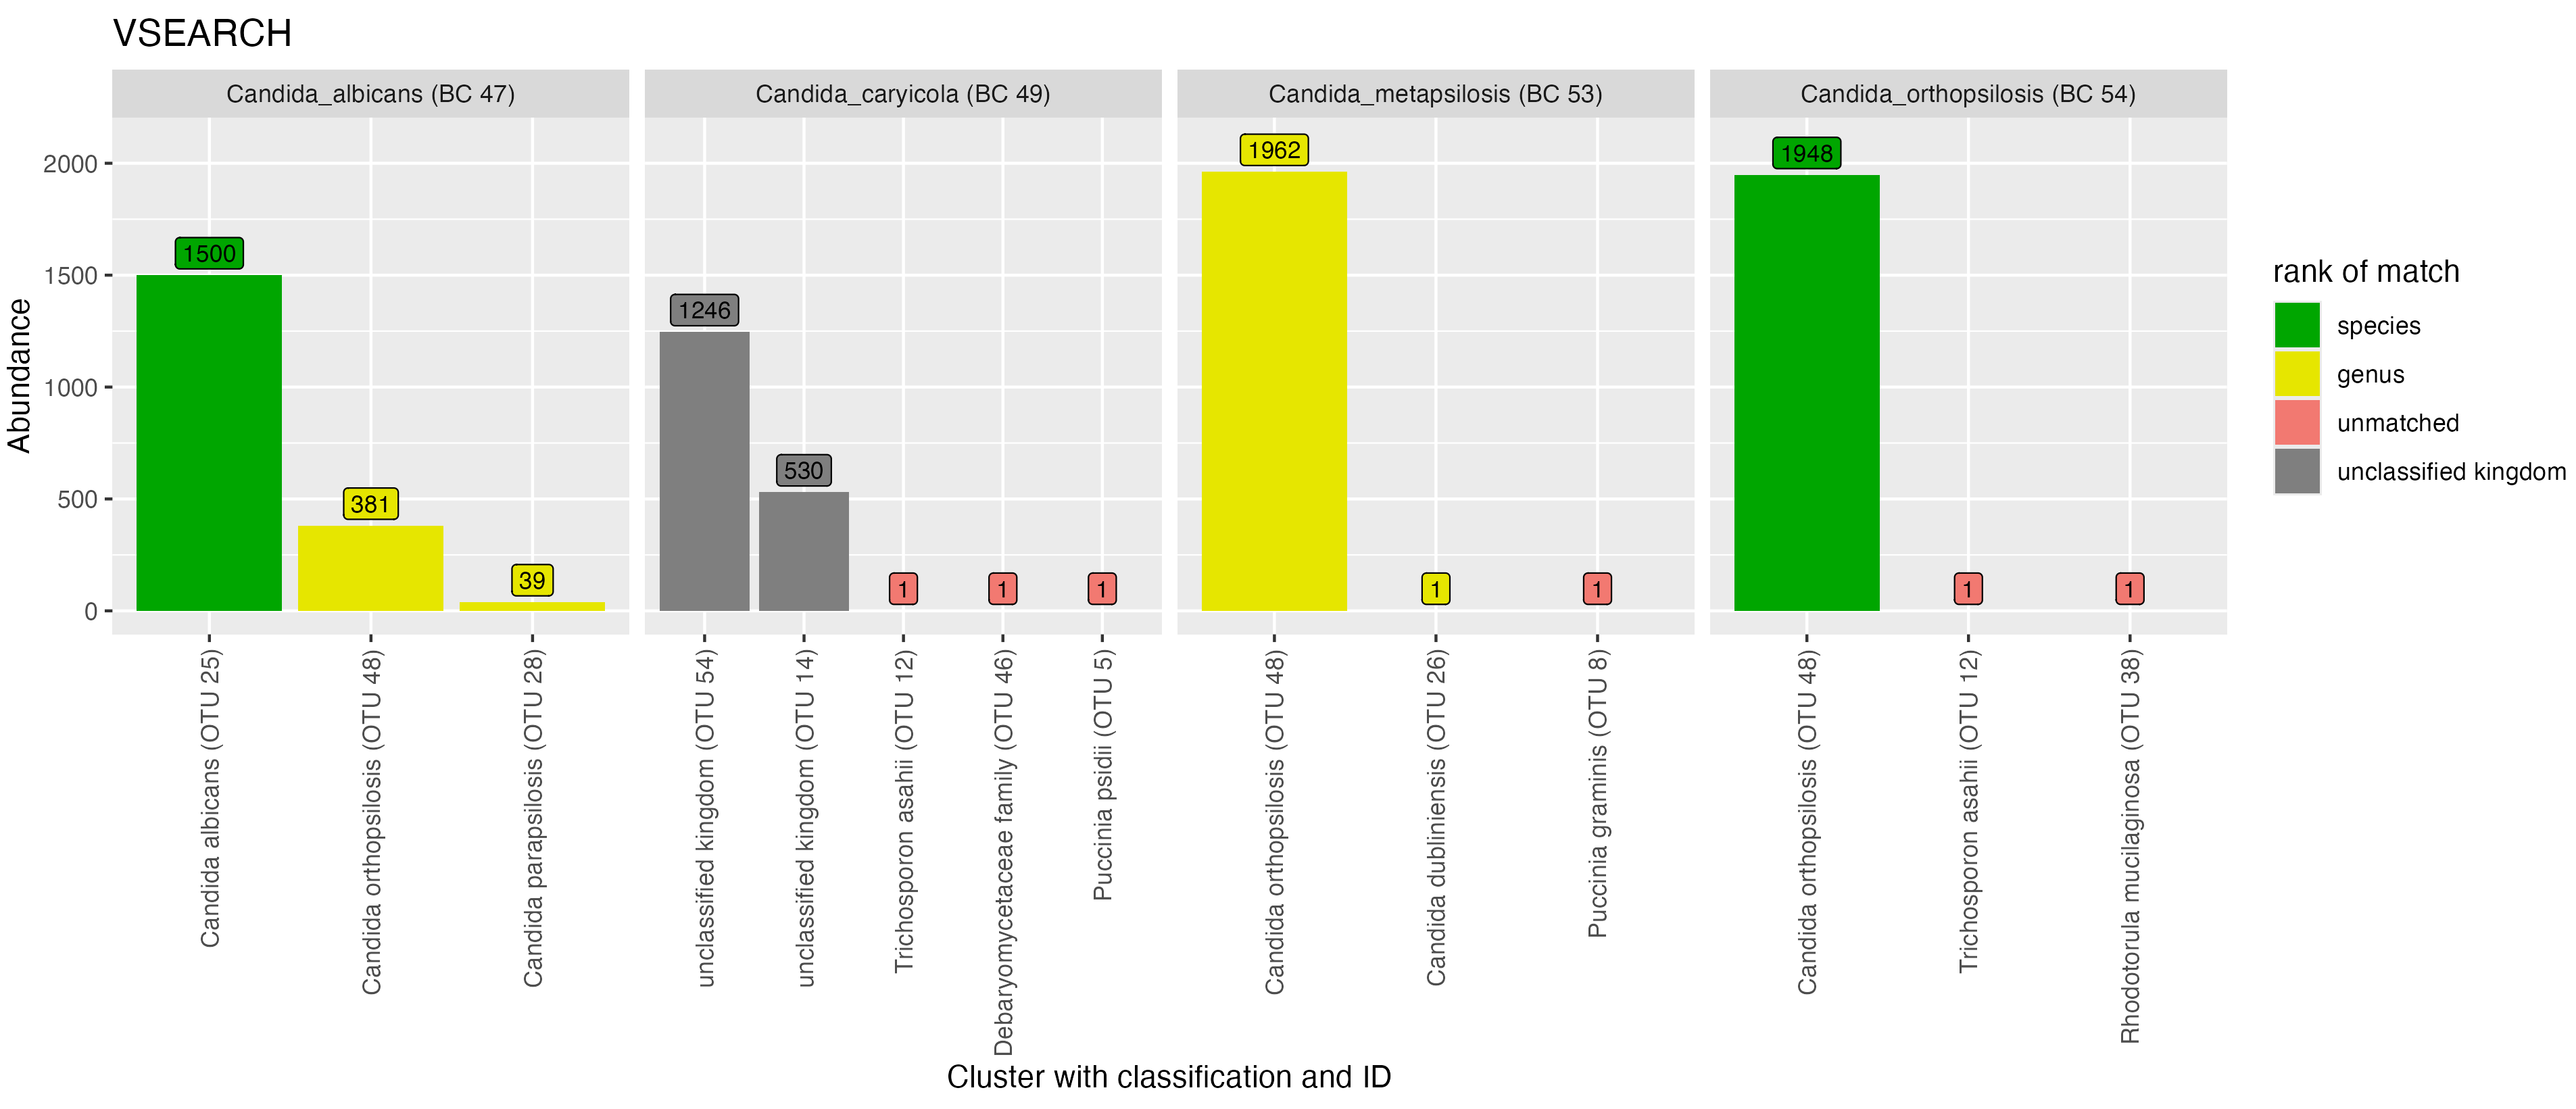 VSEARCH
Candida_albicans (BC 47)
Candida_caryicola (BC 49)
Candida_metapsilosis (BC 53)
Candida_orthopsilosis (BC 54)
Abundance
2000
1500
1000
500
0
1500
381
39
1246
530
1
1
1
1962
1
1
1948
1
1
Candida albicans (OTU 25)
Candida orthopsilosis (OTU 48)
Candida parapsilosis (OTU 28)
unclassified kingdom (OTU 54)
unclassified kingdom (OTU 14)
Trichosporon asahii (OTU 12)
Debaryomycetaceae family (OTU 46)
Puccinia psidii (OTU 5)
Candida orthopsilosis (OTU 48)
Candida dubliniensis (OTU 26)
Puccinia graminis (OTU 8)
Candida orthopsilosis (OTU 48)
Trichosporon asahii (OTU 12)
Rhodotorula mucilaginosa (OTU 38)
Cluster with classification and ID
rank of match
species
genus
unmatched
unclassified kingdom